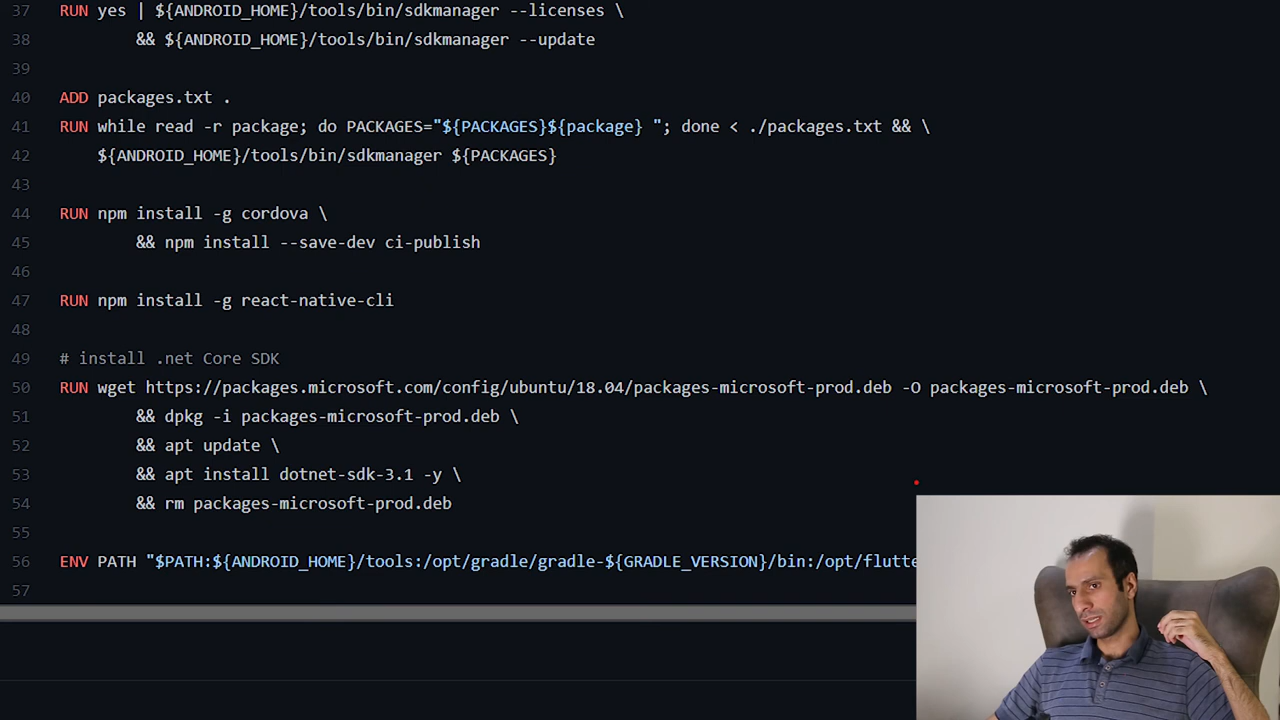 37 RUN yes | ${ANDROID_HOME}/tools/bin/sdkmanager --licenses \
38 && ${ANDROID_HOME}/tools/bin/sdkmanager --update
39
40 ADD packages.txt .
41 RUN while read -r package; do PACKAGES="${PACKAGES}${package} "; done < ./packages.txt && \
42 ${ANDROID_HOME}/tools/bin/sdkmanager ${PACKAGES}
43
44 RUN npm install -g cordova \
45 && npm install --save-dev ci-publish
46
47 RUN npm install -g react-native-cli
48
49 # install .net Core SDK
50 RUN wget https://packages.microsoft.com/config/ubuntu/18.04/packages-microsoft-prod.deb -O packages-microsoft-prod.deb \
51 && dpkg -i packages-microsoft-prod.deb \
52 && apt update \
53 && apt install dotnet-sdk-3.1 -y \
54 && rm packages-microsoft-prod.deb
55
56 ENV PATH "$PATH:${ANDROID_HOME}/tools:/opt/gradle/gradle-${GRADLE_VERSION}/bin:/opt/flutte
57